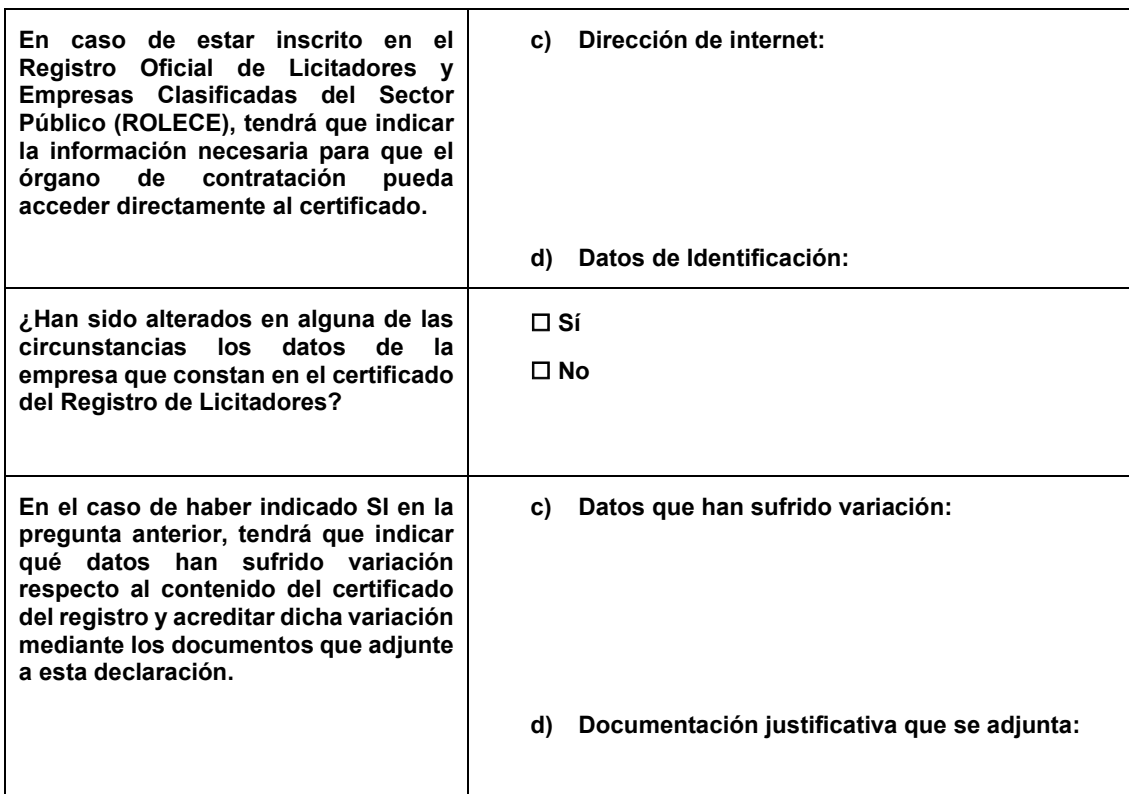 En caso de estar inscrito en el
Registro Oficial de Licitadores y
Empresas Clasificadas del Sector
Público (ROLECE), tendrá que indicar
la información necesaria para que el
órgano de contratación pueda
acceder directamente al certificado.
c) Dirección de internet:
d) Datos de Identificación:
¿Han sido alterados en alguna de las
circunstancias los datos de la
empresa que constan en el certificado
del Registro de Licitadores?
☐ Sí
☐ No
En el caso de haber indicado SI en la
pregunta anterior, tendrá que indicar
qué datos han sufrido variación
respecto al contenido del certificado
del registro y acreditar dicha variación
mediante los documentos que adjunte
a esta declaración.
c) Datos que han sufrido variación:
d) Documentación justificativa que se adjunta: